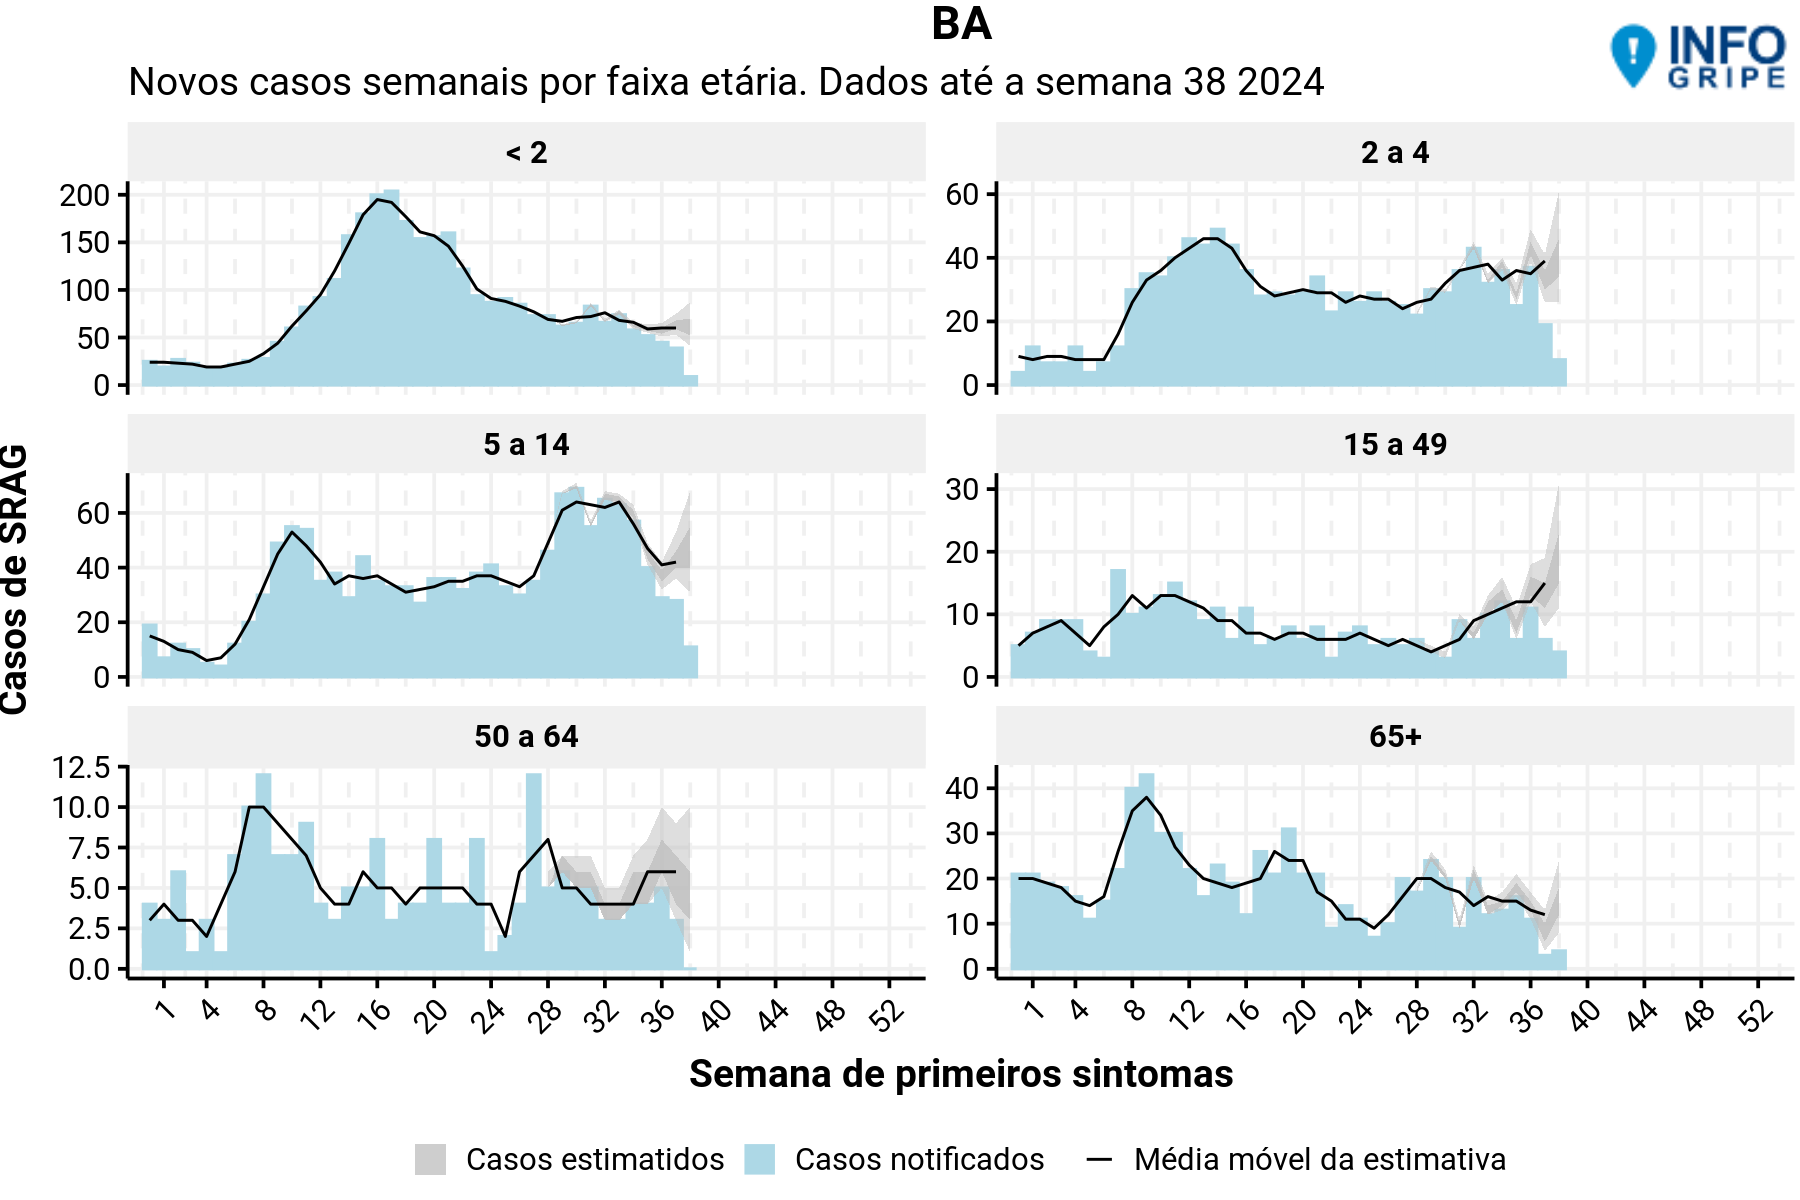 BA
INFO
GRIPE
Novos casos semanais por faixa etária. Dados até a semana 38 2024
< 2
2 a 4
200
150
100
50
0
60
40
20
0
5 a 14
15 a 49
60
40
20
0
30
20
10
0
50 a 64
65+
12.5
10.0
7.5
5.0
2.5
0.0
40
30
20
10
0
Casos de SRAG
1 4 8 12 16 20 24 28 32 36 40 44 48 52
1 4 8 12 16 20 24 28 32 36 40 44 48 52
Semana de primeiros sintomas
Casos estimatidos Casos notificados Média móvel da estimativa